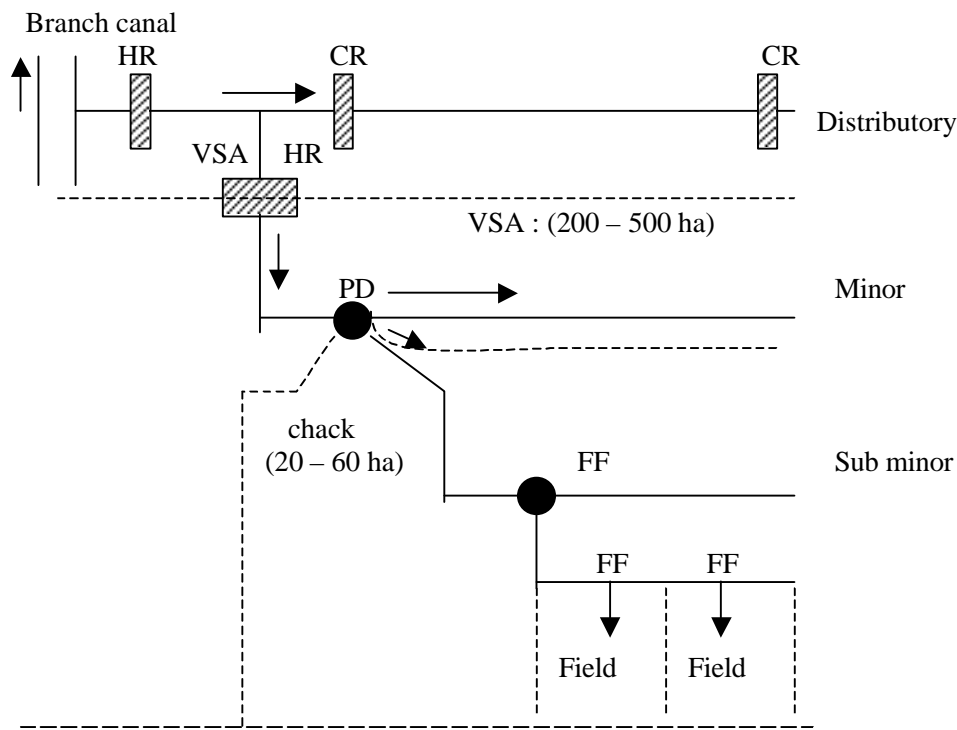 Branch canal
HR
CR
CR
Distributory
VSA
HR
VSA : (200 – 500 ha)
PD
Minor
chack
(20 – 60 ha)
FF
Sub minor
FF
FF
Field
Field